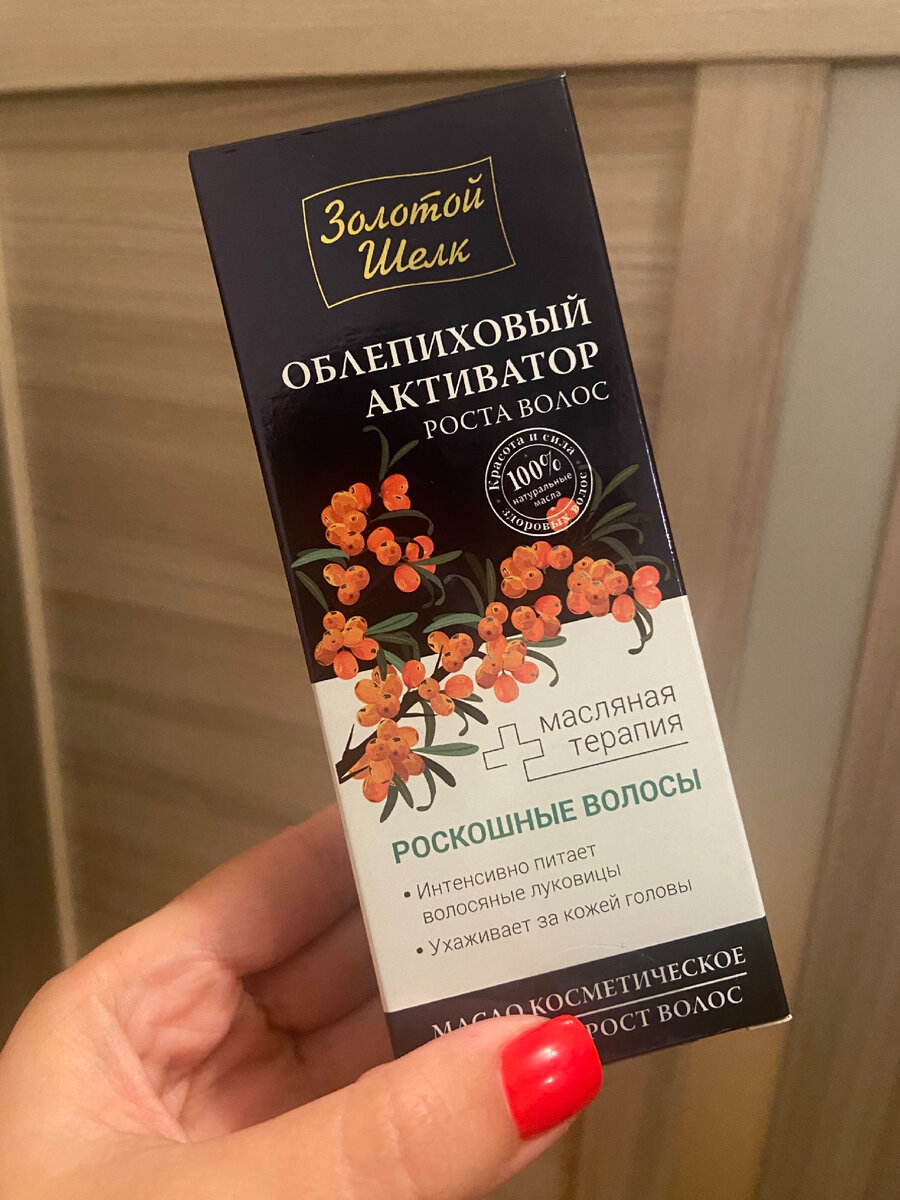 Золотой
Шелк
ОБЛЕПИХОВЫЙ
АКТИВАТОР
РОСТА ВОЛОС
Красота и сила
100%
натуральные
масла
здоровых волос
масляная
терапия
РОСКОШНЫЕ ВОЛОСЫ
• Интенсивно питает
волосяные луковицы
• Ухаживает за кожей головы
МАСЛО КОСМЕТИЧЕСКОЕ
РОСТ ВОЛОС